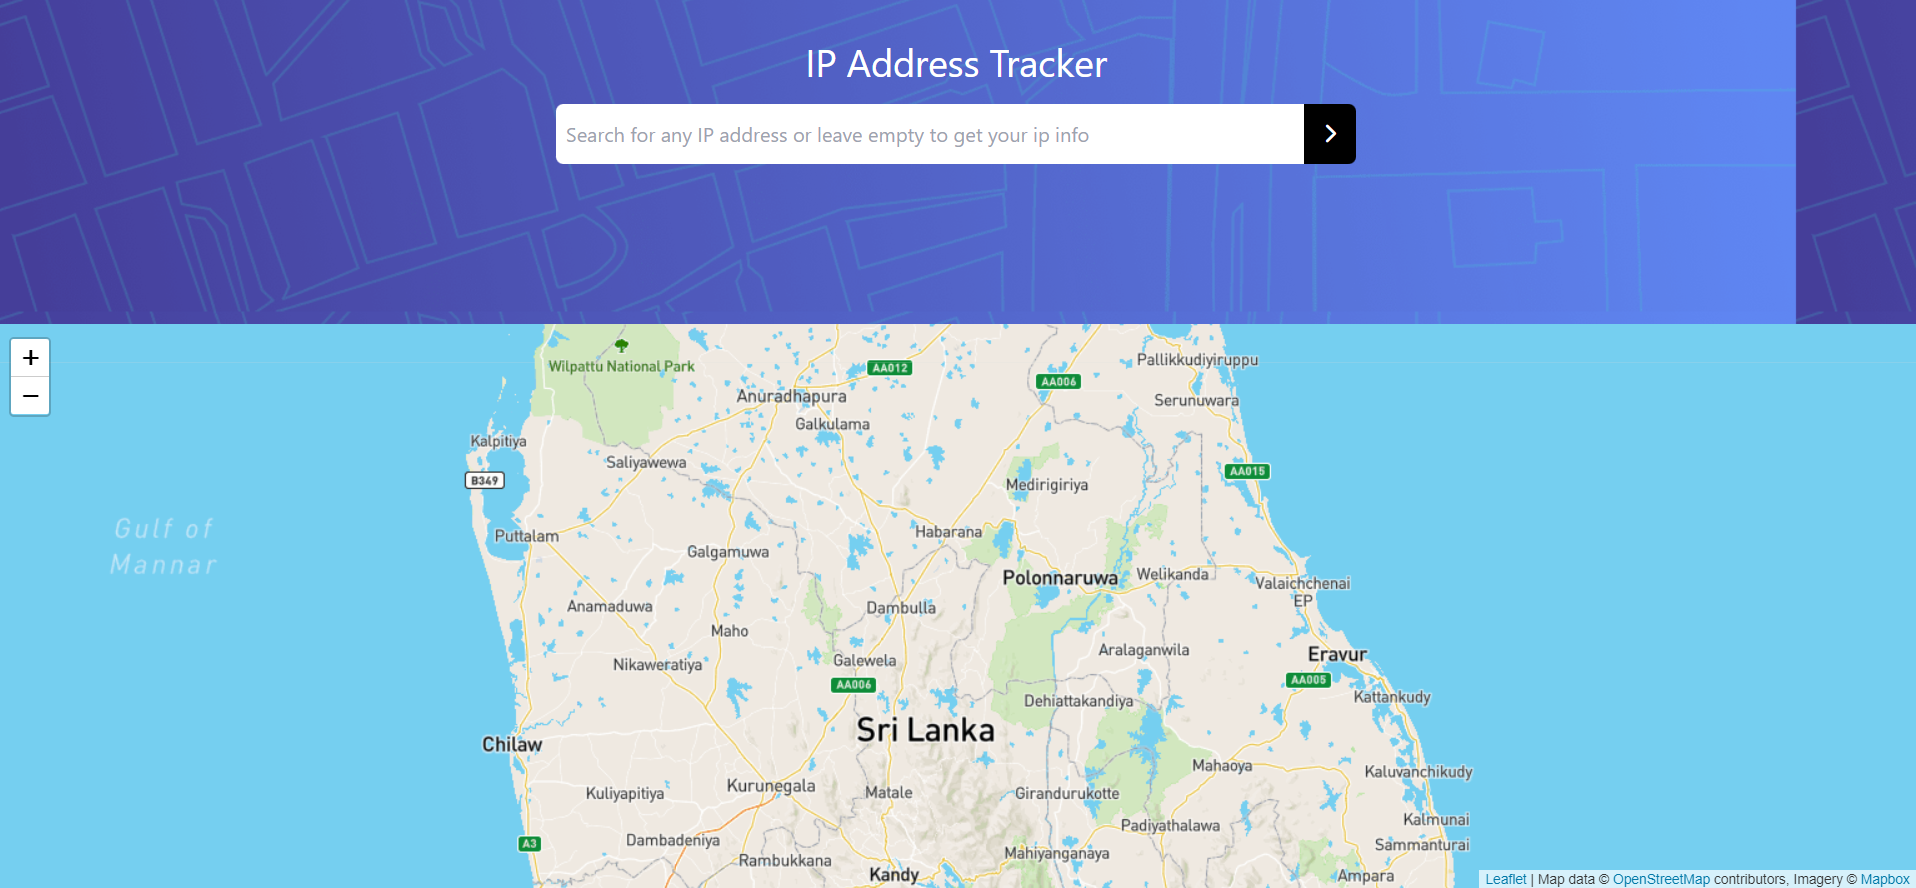 IP Address Tracker
Search for any IP address or leave empty to get your ip info
+
−
Wilpattu National Park
AA012
Pallikkudiyiruppu
AA006
Anuradhapura
Serunuwara
Galkulama
Kalpitiya
Saliyawewa
AA015
B349
Medirigiriya
Gulf of
Mannar
Puttalam
Habarana
Galgamuwa
Polonnaruwa
Welikanda
Valaichchenai
EP
Anamaduwa
Dambulla
Maho
Aralaganwila
Eravur
Galewela
Nikaweratiya
AA006
AA005
Kattankudy
Dehiattakandiya
Sri Lanka
Chilaw
Mahaoya
Kaluvanchikudy
Kurunegala
Kuliyapitiya
Matale
Girandurukotte
Kalmunai
Padiyathalawa
Dambadeniya
A3
Sammanturai
Mahiyanganaya
Rambukkana
Kandy
Ampara
Leaflet | Map data © OpenStreetMap contributors, Imagery © Mapbox